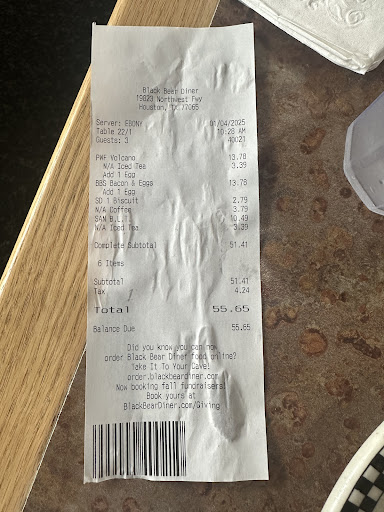 Black Bear Diner
19823 Northwest Fwy
Houston, TX 77065
Server: EBONY 01/04/2025
Table 22/1 10:28 AM
Guests: 3 40021
PWF Volcano 13.78
N/A Iced Tea 3.39
Add 1 Egg
BBS Bacon & Eggs 13.78
Add 1 Egg
SD 1 Biscuit 2.79
N/A Coffee 3.79
SAN B.L.T. 10.49
N/A Iced Tea 3.39
Complete Subtotal 51.41
6 Items
Subtotal 51.41
Tax 4.24
Total 55.65
Balance Due 55.65
Did you know you can now
order Black Bear Diner food online?
Take It To Your Cave!
order.blackbeardiner.com
Now booking fall fundraisers!
Book yours at
BlackBearDiner.com/Giving